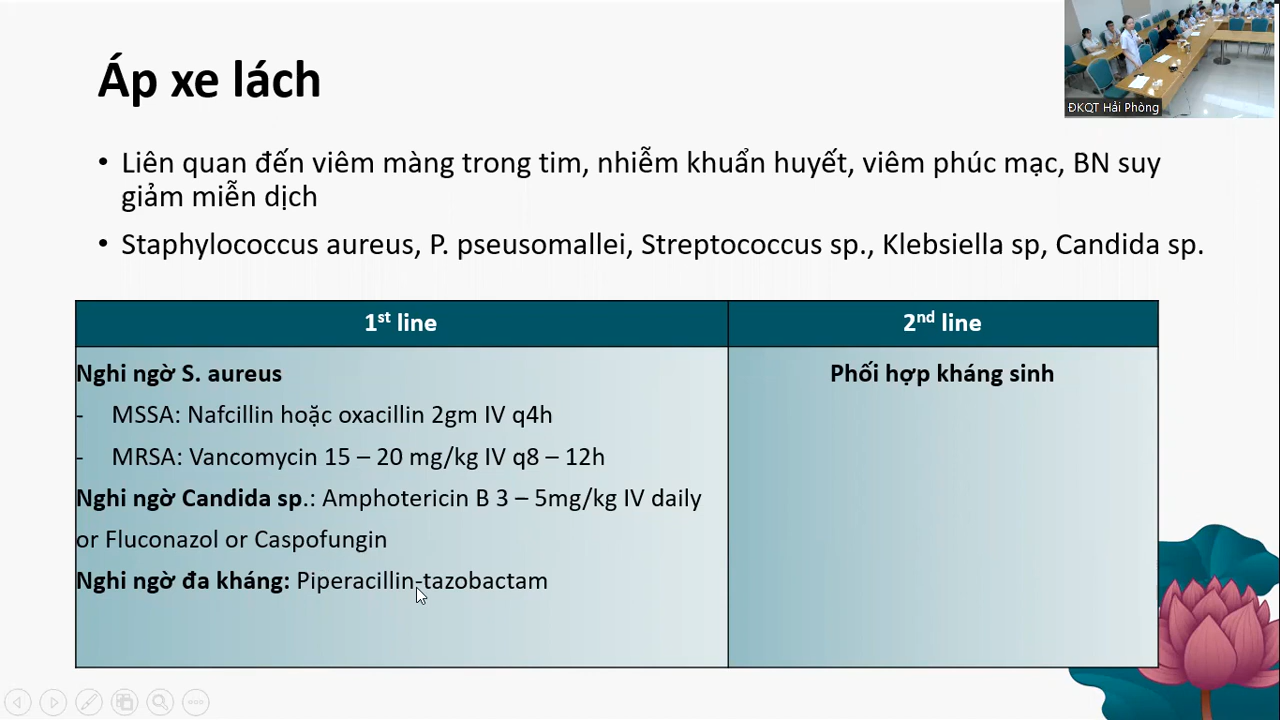 Áp xe lách
ĐKQT Hải Phòng
• Liên quan đến viêm màng trong tim, nhiễm khuẩn huyết, viêm phúc mạc, BN suy
giảm miễn dịch
• Staphylococcus aureus, P. pseusomallei, Streptococcus sp., Klebsiella sp, Candida sp.
1st line
2nd line
Nghi ngờ S. aureus
- MSSA: Nafcillin hoặc oxacillin 2gm IV q4h
- MRSA: Vancomycin 15 – 20 mg/kg IV q8 – 12h
Nghi ngờ Candida sp.: Amphotericin B 3 – 5mg/kg IV daily
or Fluconazol or Caspofungin
Nghi ngờ đa kháng: Piperacillin-tazobactam
Phối hợp kháng sinh